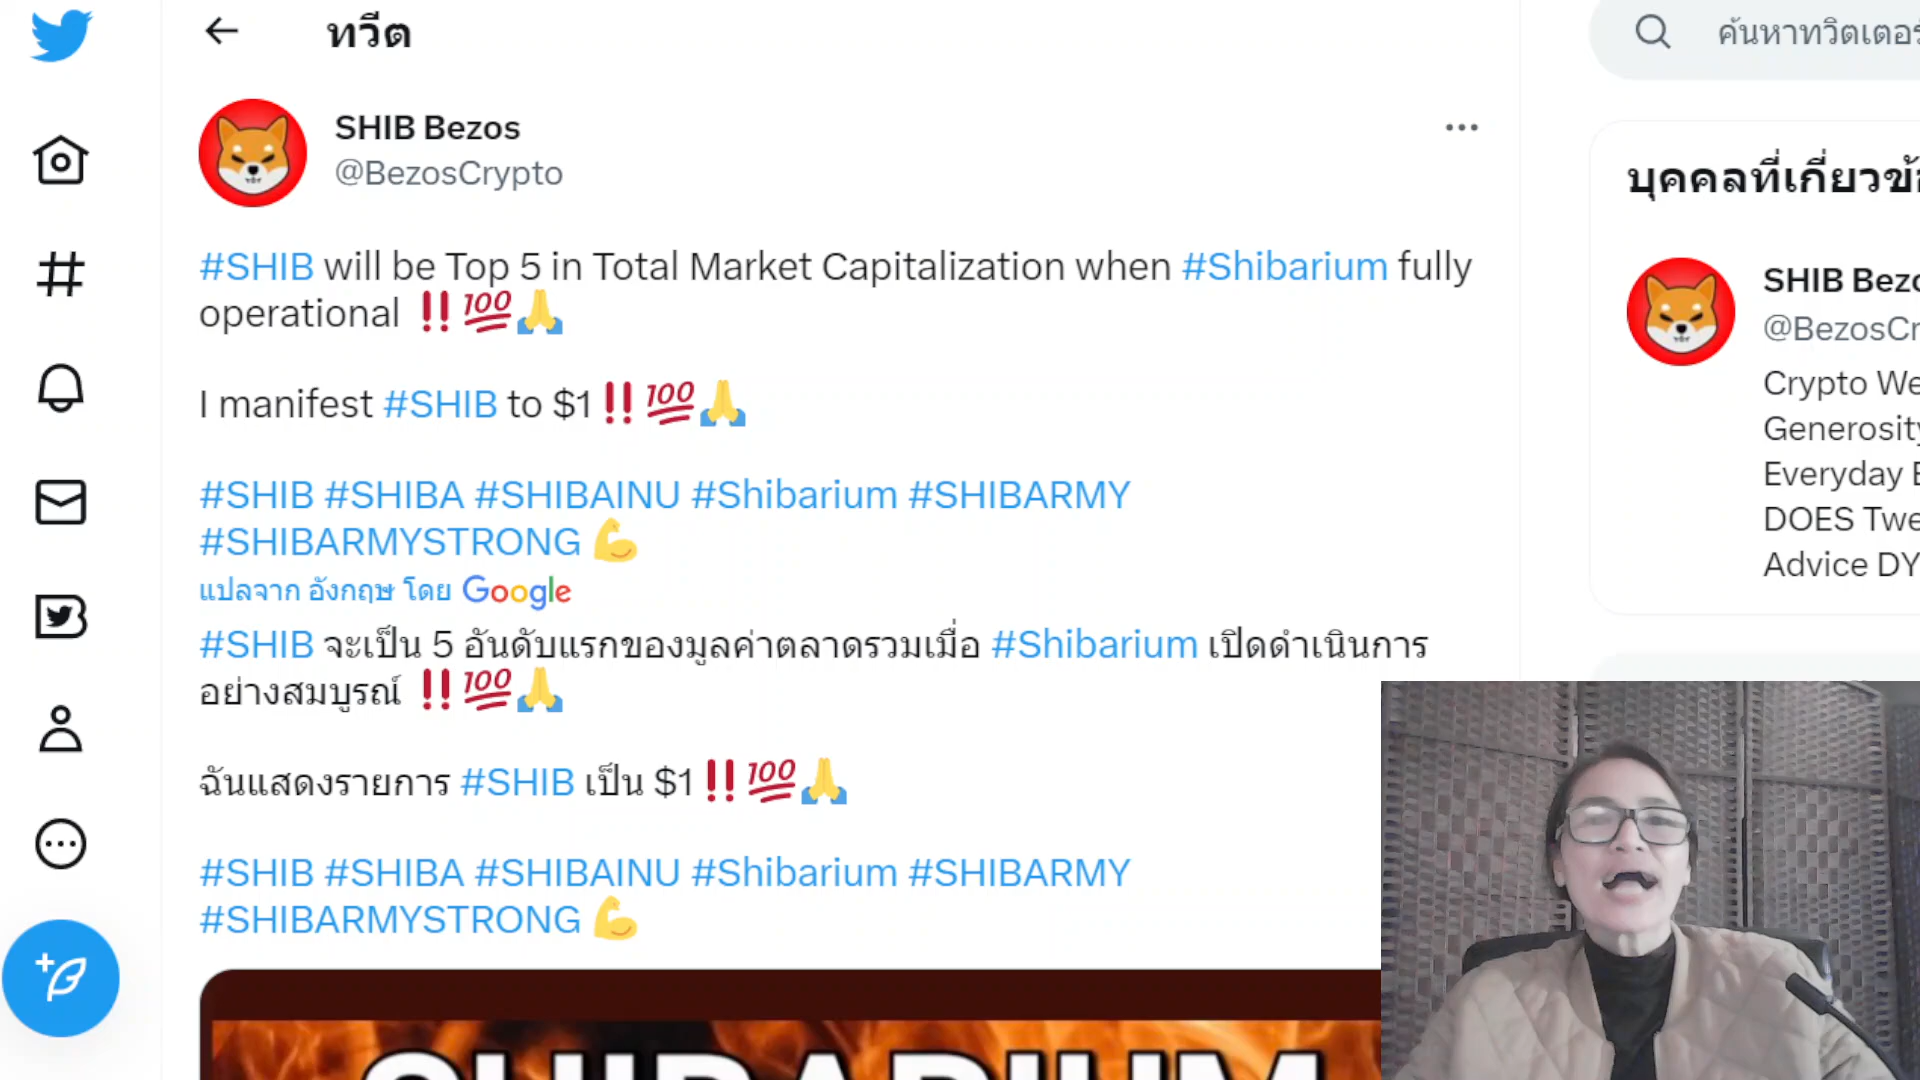 ทวีต
ค้นหาทวิตเตอร์
SHIB Bezos
@BezosCrypto
#SHIB will be Top 5 in Total Market Capitalization when #Shibarium fully
operational ‼️💯🙏
I manifest #SHIB to $1‼️💯🙏
#SHIB #SHIBA #SHIBAINU #Shibarium #SHIBARMY
#SHIBARMYSTRONG 💪
แปลจาก อังกฤษ โดย Google
#SHIB จะเป็น 5 อันดับแรกของมูลค่าตลาดรวมเมื่อ #Shibarium เปิดดำเนินการ
อย่างสมบูรณ์ ‼️💯🙏
ฉันแสดงรายการ #SHIB เป็น $1‼️💯🙏
#SHIB #SHIBA #SHIBAINU #Shibarium #SHIBARMY
#SHIBARMYSTRONG 💪
SHIBARIUM
บุคคลที่เกี่ยวข้อ
SHIB Bezo
@BezosCr
Crypto We
Generosity
Everyday
DOES Twe
Advice DY